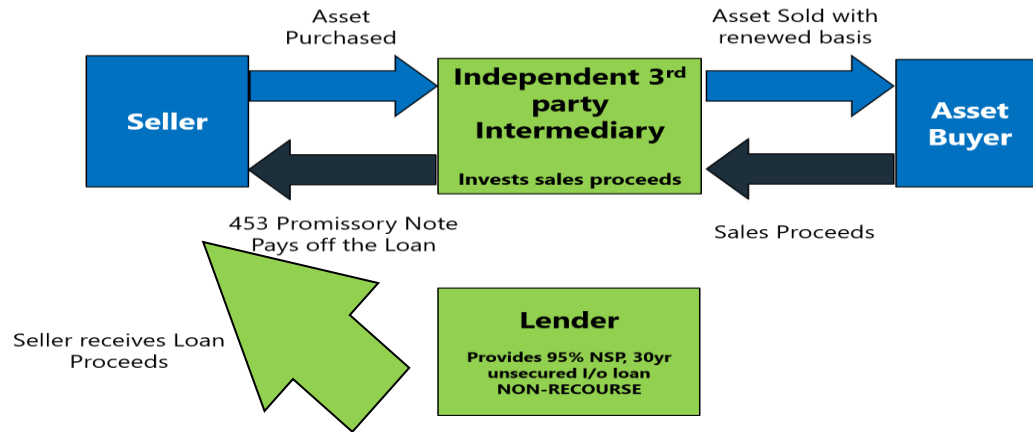 Asset
Purchased
Asset Sold with
renewed basis
Seller
Independent 3rd
party
Intermediary
Invests sales proceeds
Asset
Buyer
453 Promissory Note
Pays off the Loan
Sales Proceeds
Seller receives Loan
Proceeds
Lender
Provides 95% NSP, 30yr
unsecured I/o loan
NON-RECOURSE